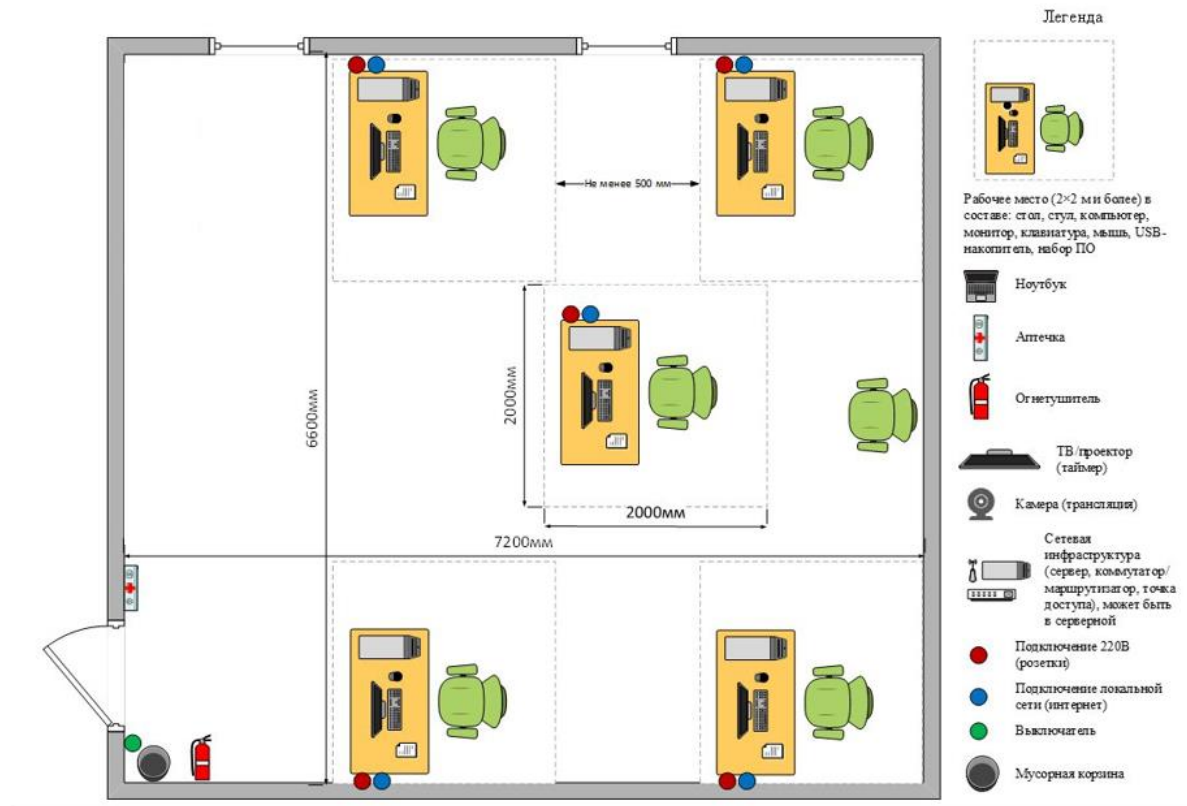 Легенда
Не менее 500 мм
Рабочее место (2×2 м и более) в
составе: стол, стул, компьютер,
монитор, клавиатура, мышь, USB-
накопитель, набор ПО
Ноутбук
Аптечка
Огнетушитель
6600мм
2000мм
ТВ/проектор
(таймер)
Камера (трансляция)
2000мм
7200мм
Сетевая
инфраструктура
(сервер, коммутатор/
маршрутизатор, точка
доступа), может быть
в серверной
Подключение 220В
(розетки)
Подключение локальной
сети (интернет)
Выключатель
Мусорная корзина